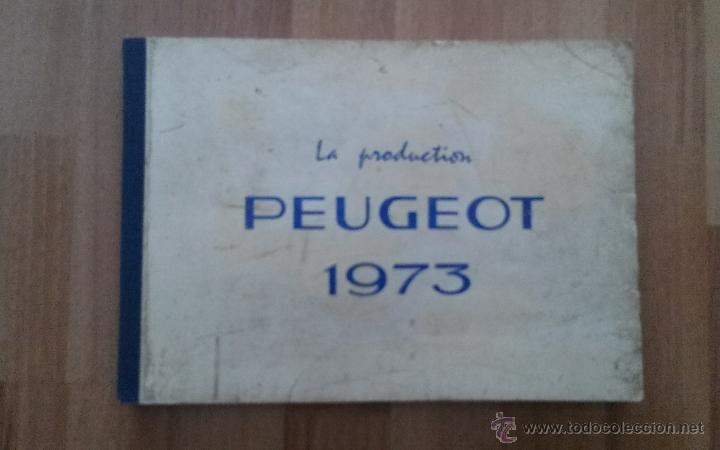 La production
PEUGEOT
1973
© www.todocoleccion.net